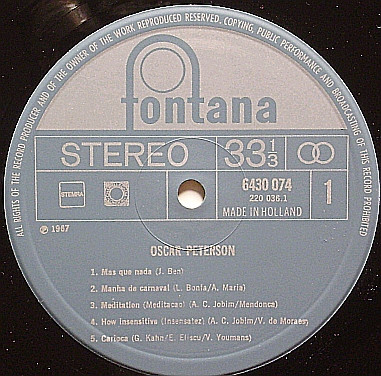 ALL RIGHTS OF THE RECORD PRODUCER AND OF THE OWNER OF THE WORK REPRODUCED RESERVED. COPYING, PUBLIC PERFORMANCE AND BROADCASTING OF THIS RECORD PROHIBITED
fontana
STEREO 33 1/3
STEMRA
6430 074
220 036.1
1
MADE IN HOLLAND
℗ 1967
OSCAR PETERSON
1. Mas que nada (J. Ben)
2. Manha de carnaval (L. Bonfa/A. Maria)
3. Meditation (Meditacao) (A. C. Jobim/Mendonca)
4. How insensitive (Insensatez) (A. C. Jobim/V. de Moraes)
5. Carioca (G. Kahn/E. Eliscu/V. Youmans)